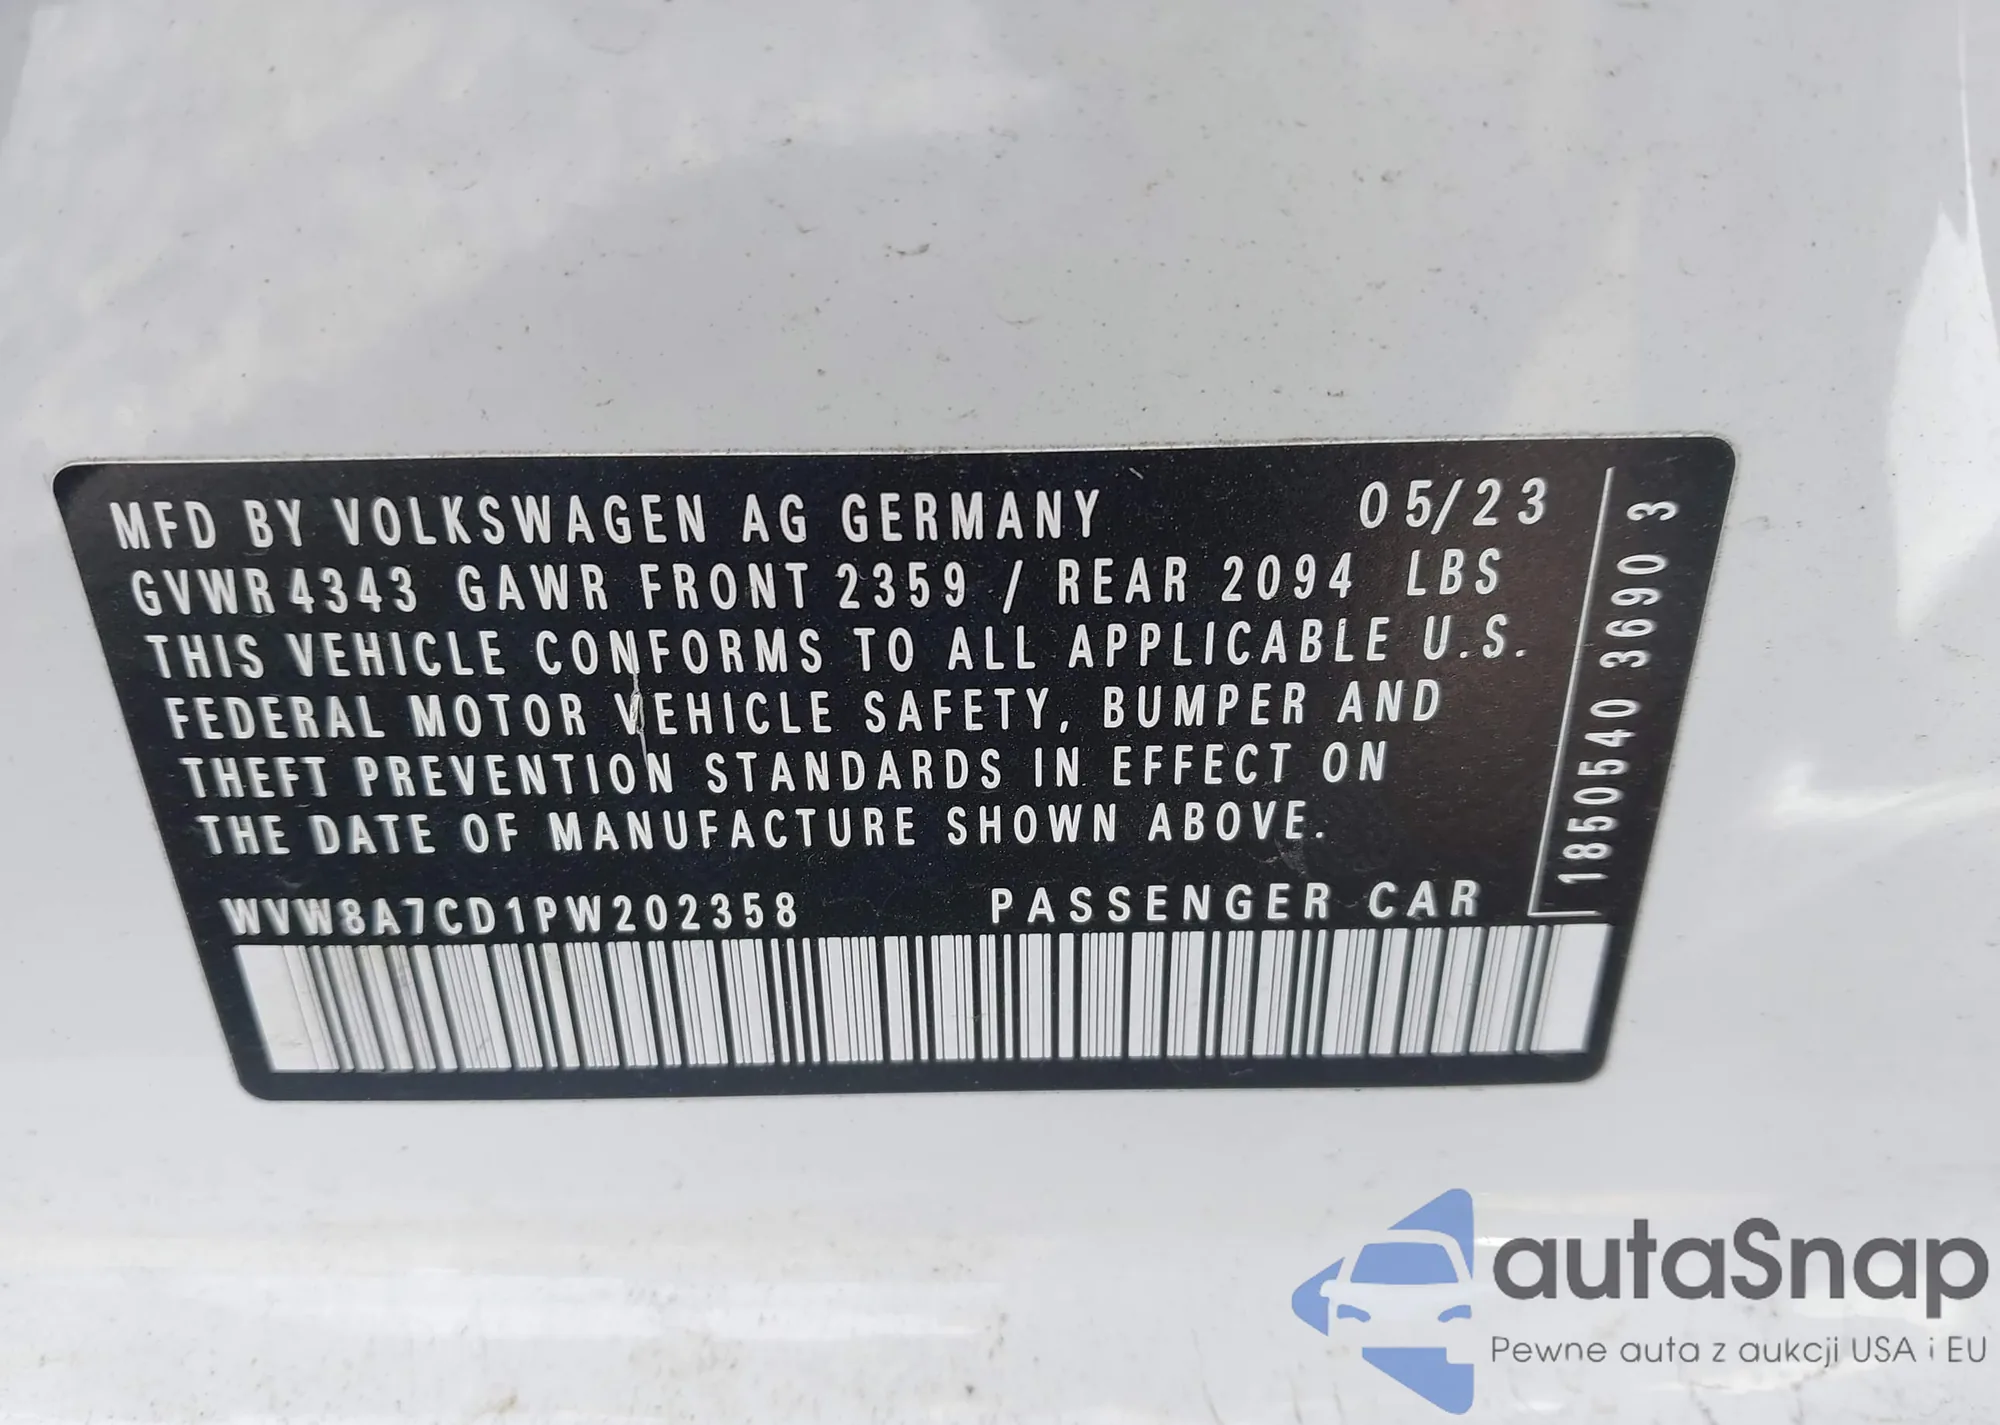 MFD BY VOLKSWAGEN AG GERMANY 05/23
GVWR 4343 GAWR FRONT 2359 / REAR 2094 LBS
THIS VEHICLE CONFORMS TO ALL APPLICABLE U.S.
FEDERAL MOTOR VEHICLE SAFETY, BUMPER AND
THEFT PREVENTION STANDARDS IN EFFECT ON
THE DATE OF MANUFACTURE SHOWN ABOVE.
WVW8A7CD1PW202358 PASSENGER CAR
1850540 3690 3
autaSnap
Pewne auta z aukcji USA i EU